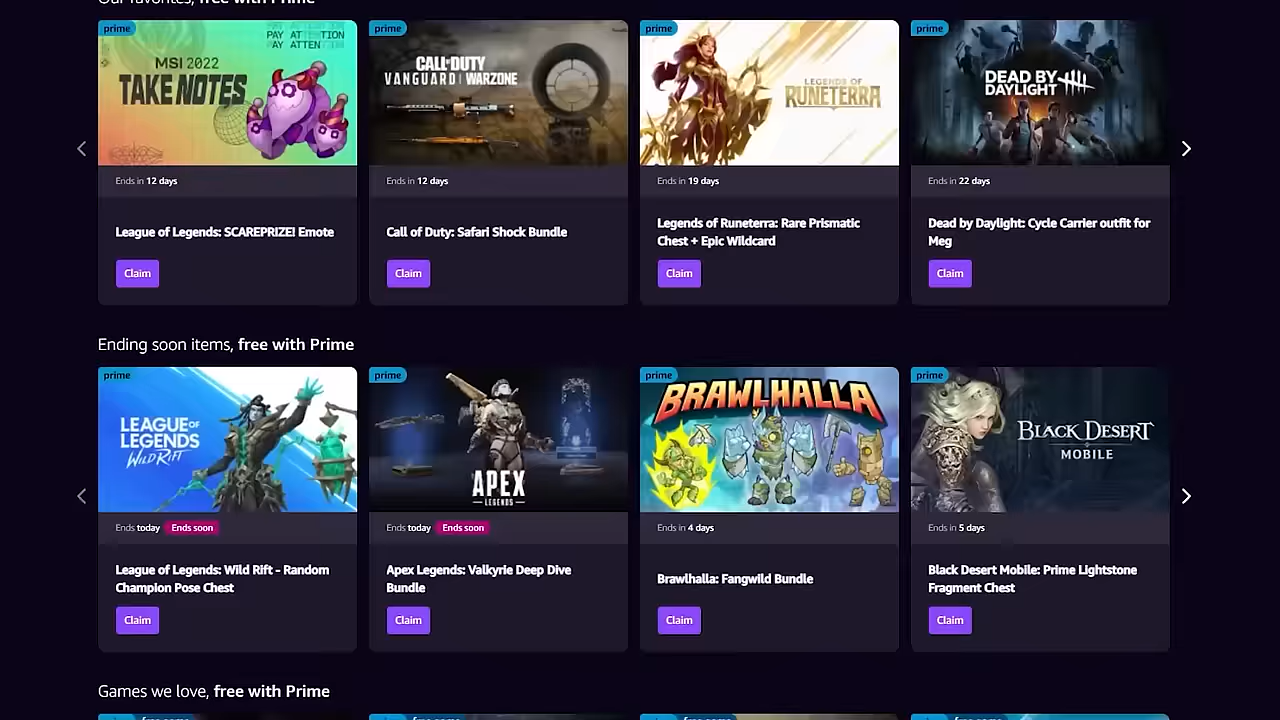 Our favorites, free with Prime
prime
PAY ATTENTION
PAY ATTEN
MSI 2022
TAKE NOTES
Ends in 12 days
League of Legends: SCAREPRIZE! Emote
Claim
prime
CALL OF DUTY
VANGUARD | WARZONE
Ends in 12 days
Call of Duty: Safari Shock Bundle
Claim
prime
LEGENDS OF
RUNETERRA
Ends in 19 days
Legends of Runeterra: Rare Prismatic
Chest + Epic Wildcard
Claim
prime
DEAD BY
DAYLIGHT
Ends in 22 days
Dead by Daylight: Cycle Carrier outfit for
Meg
Claim
Ending soon items, free with Prime
prime
LEAGUE OF
LEGENDS
WILD RIFT
Ends today Ends soon
League of Legends: Wild Rift - Random
Champion Pose Chest
Claim
prime
APEX
LEGENDS
Ends today Ends soon
Apex Legends: Valkyrie Deep Dive
Bundle
Claim
prime
BRAWLHALLA
Ends in 4 days
Brawlhalla: Fangwild Bundle
Claim
prime
BLACK DESERT
MOBILE
Ends in 5 days
Black Desert Mobile: Prime Lightstone
Fragment Chest
Claim
Games we love, free with Prime